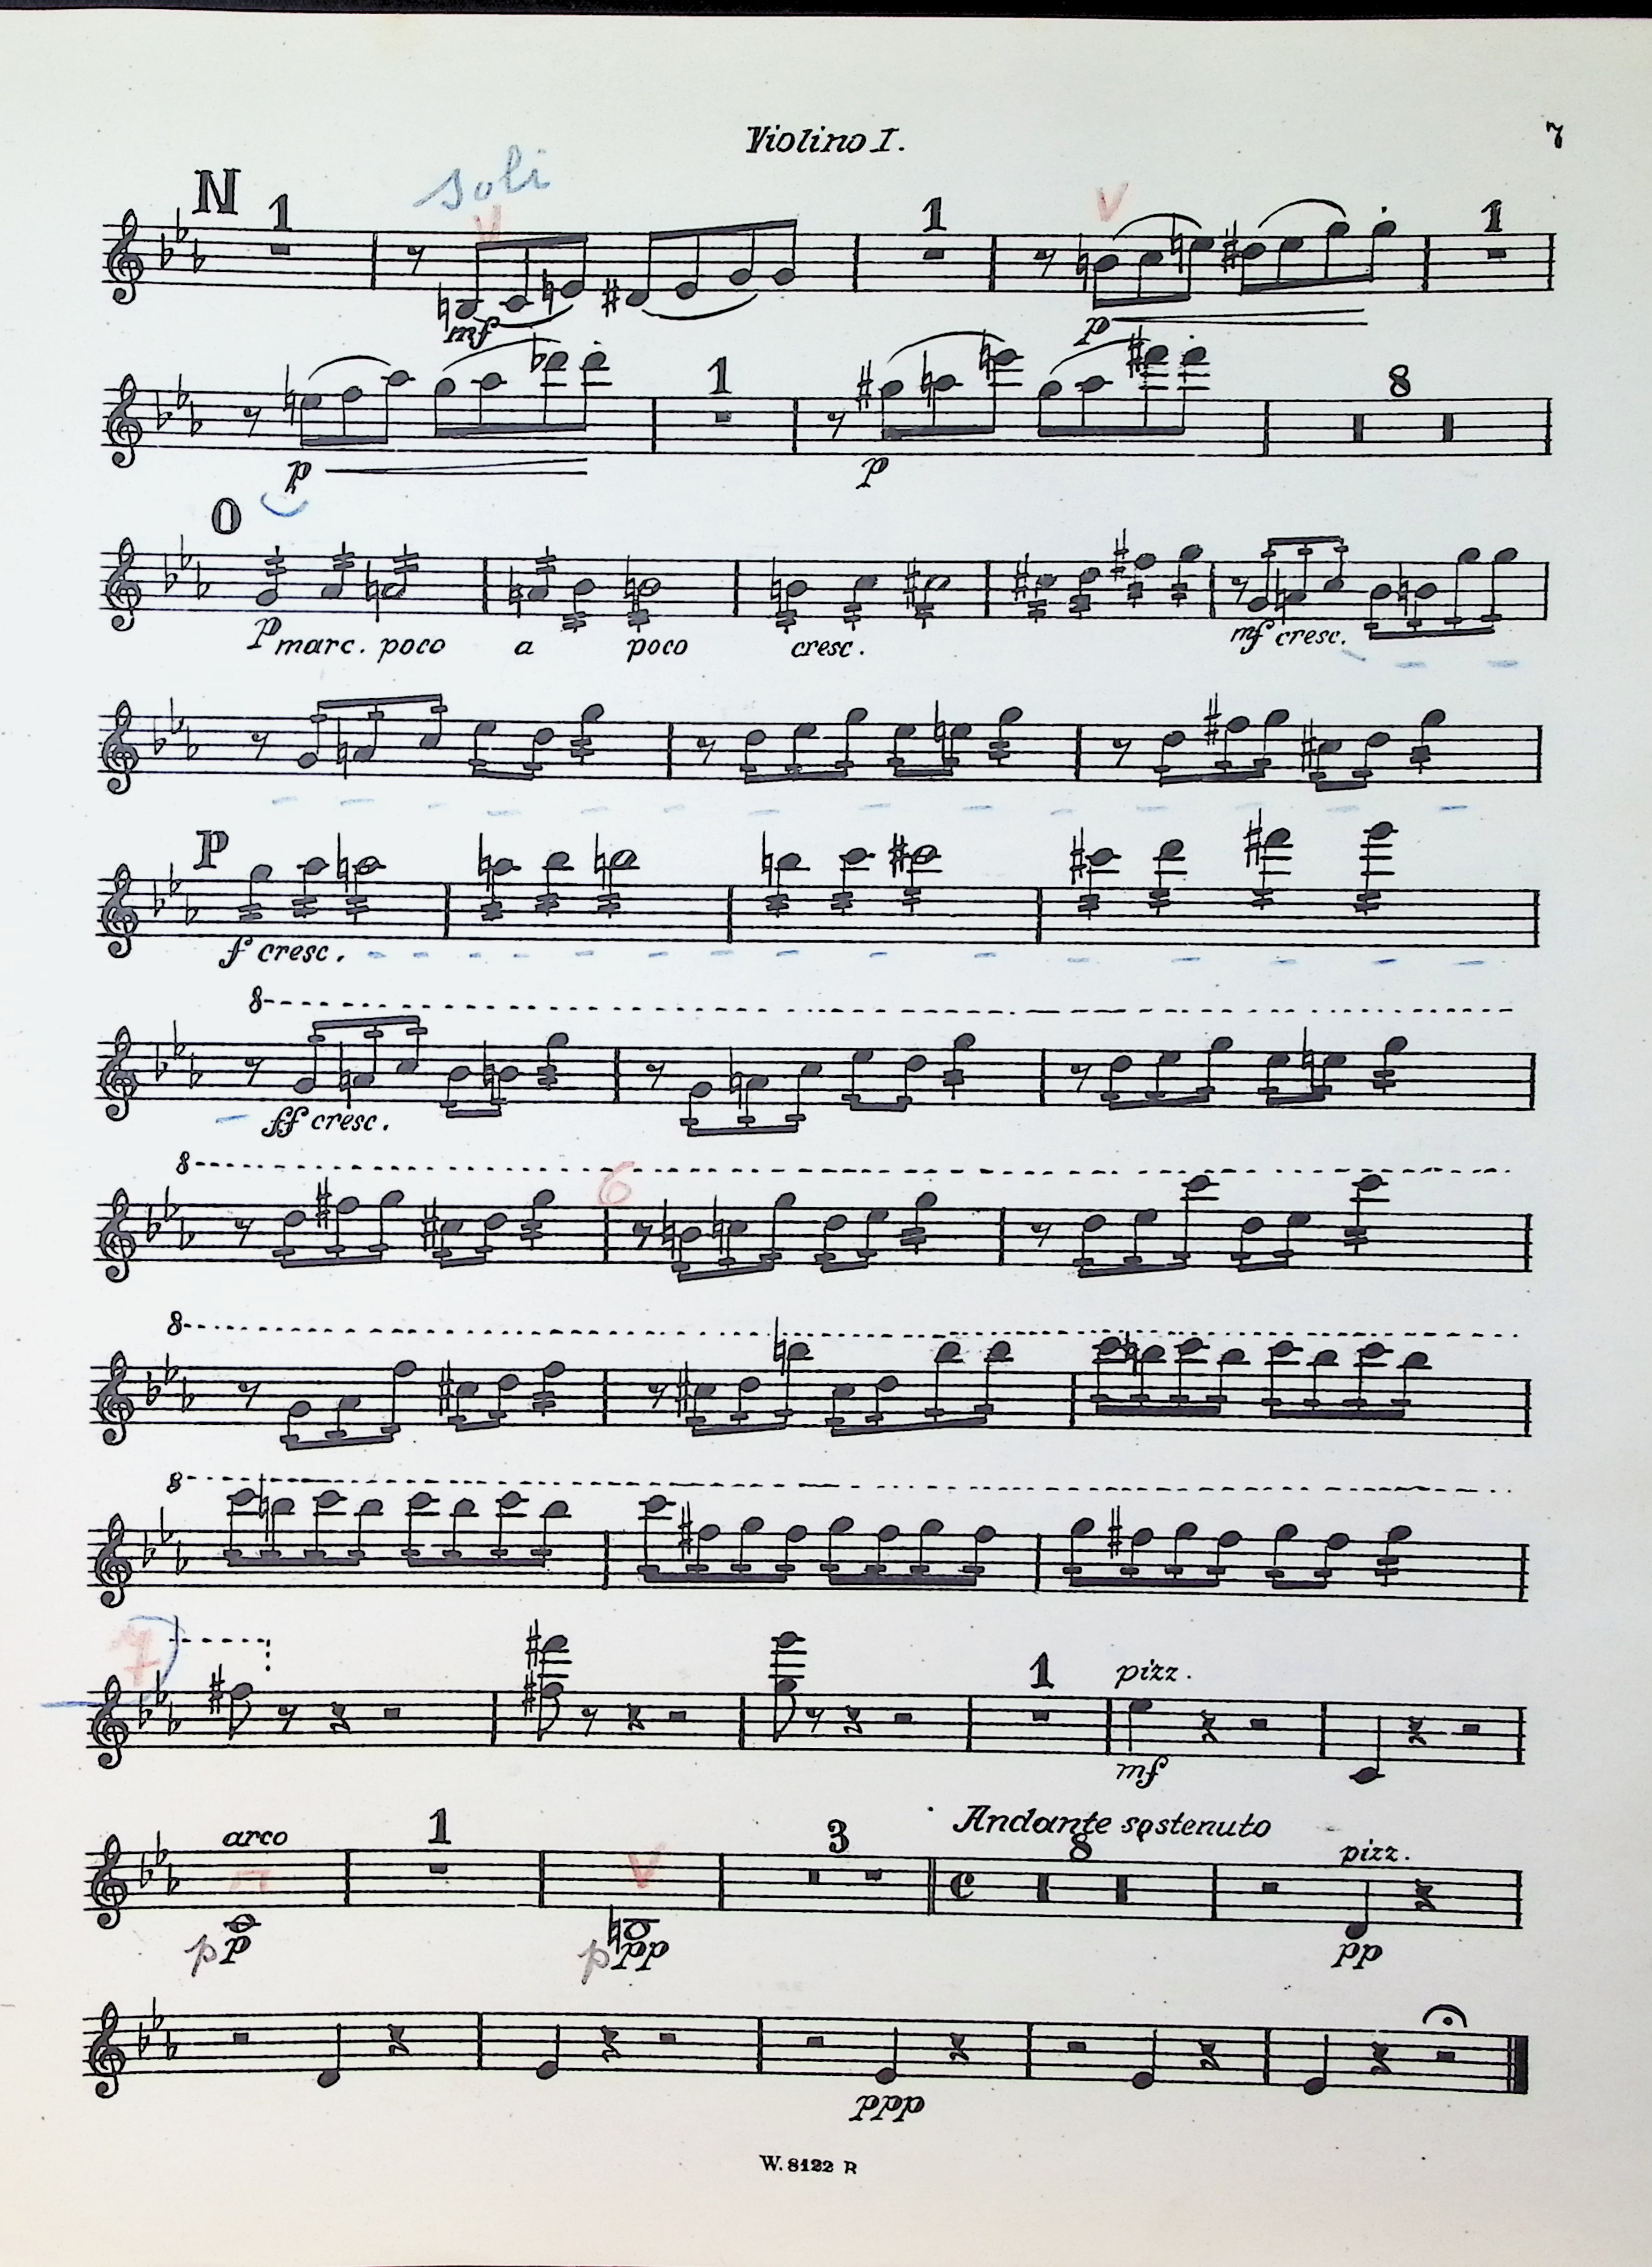 Violino I.
7
N
1
soli
V
1
V
1
mf
p
1
8
p
p
O
P marc. poco a poco cresc.
mf cresc.
P
f cresc.
8
ff cresc.
8
6
8
8
7
1
pizz.
mf
arco
1
V
3
Andante sostenuto
8
pizz.
p p
p pp
pp
ppp
W. 8122 R